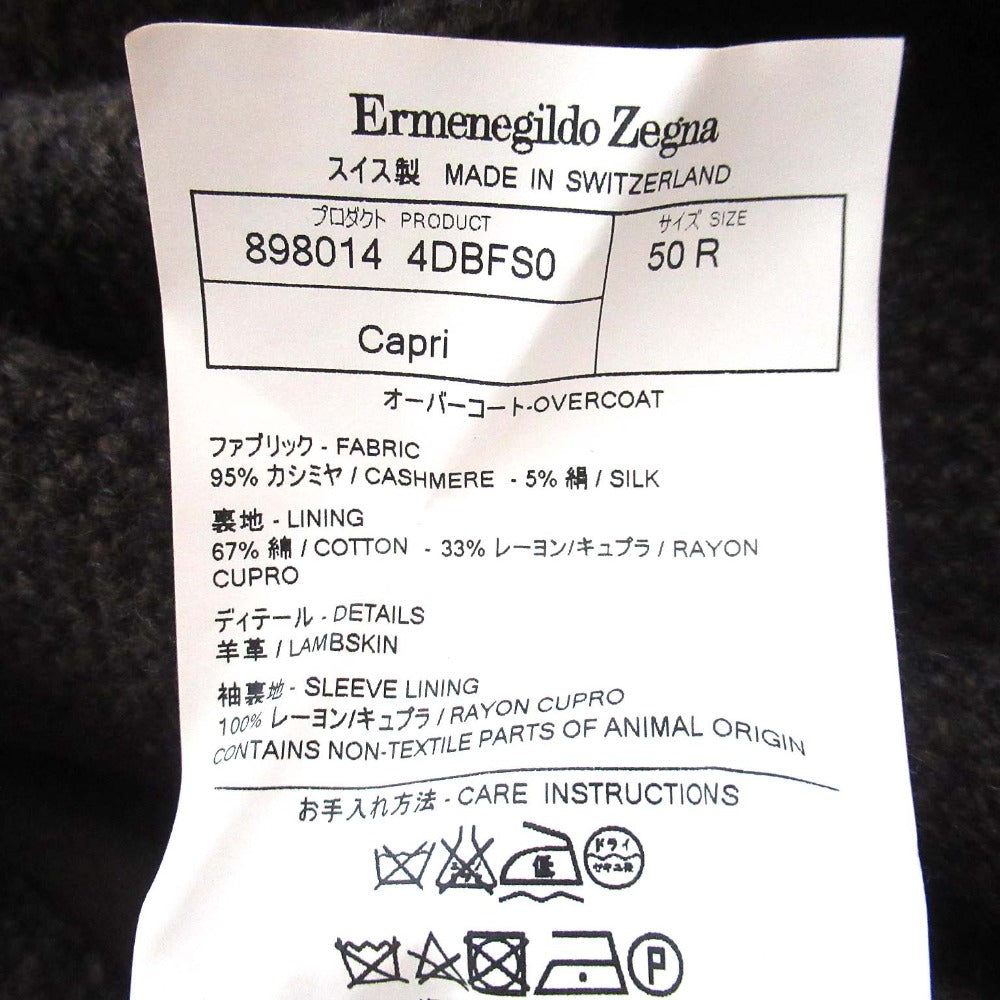 Ermenegildo Zegna
スイス製 MADE IN SWITZERLAND
プロダクト PRODUCT
898014 4DBFS0
サイズ SIZE
50 R
Capri
オーバーコート-OVERCOAT
ファブリック - FABRIC
95% カシミヤ / CASHMERE - 5% 絹 / SILK
裏地 - LINING
67% 綿 / COTTON - 33% レーヨン/キュプラ / RAYON
CUPRO
ディテール - DETAILS
羊革 / LAMBSKIN
袖裏地 - SLEEVE LINING
100% レーヨン/キュプラ / RAYON CUPRO
CONTAINS NON-TEXTILE PARTS OF ANIMAL ORIGIN
お手入れ方法 - CARE INSTRUCTIONS
低
ドライ
セキユ系
P